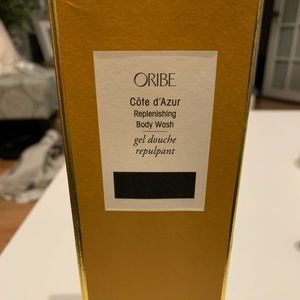 ORIBE
Côte d'Azur
Replenishing
Body Wash
gel douche
repulpant